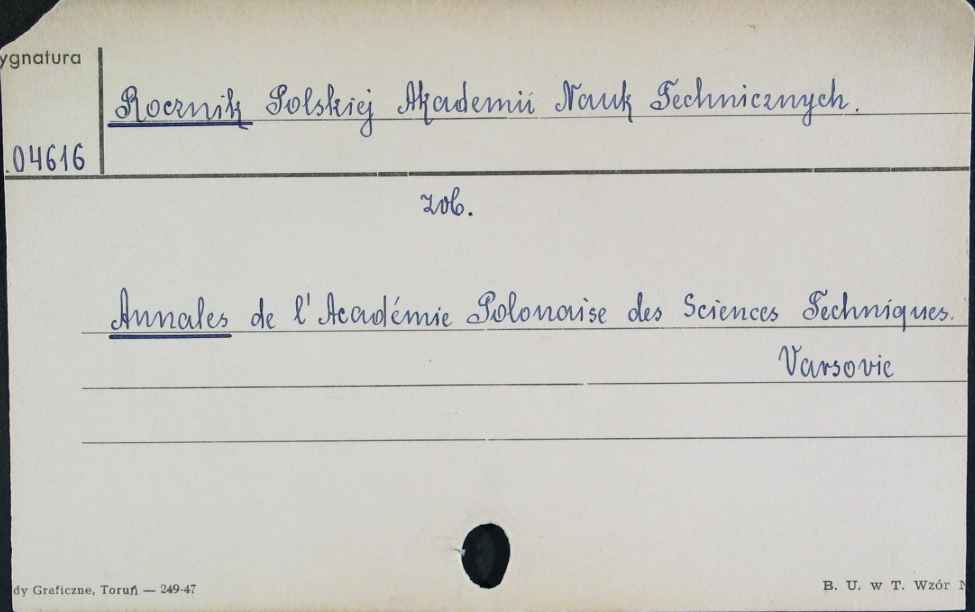 ygnatura
Rocznik Polskiej Akademii Nauk Technicznych.
04616
zob.
Annales de l'Académie Polonaise des Sciences Techniques.
Varsovie
dy Graficzne, Toruń — 249-47
B. U. w T. Wzór N